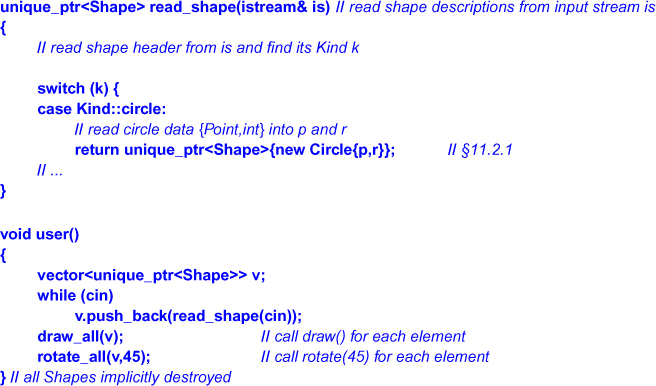 unique_ptr<Shape> read_shape(istream& is) // read shape descriptions from input stream is
{
// read shape header from is and find its Kind k
switch (k) {
case Kind::circle:
// read circle data {Point,int} into p and r
return unique_ptr<Shape>{new Circle{p,r}}; // §11.2.1
// ...
}
void user()
{
vector<unique_ptr<Shape>> v;
while (cin)
v.push_back(read_shape(cin));
draw_all(v); // call draw() for each element
rotate_all(v,45); // call rotate(45) for each element
} // all Shapes implicitly destroyed